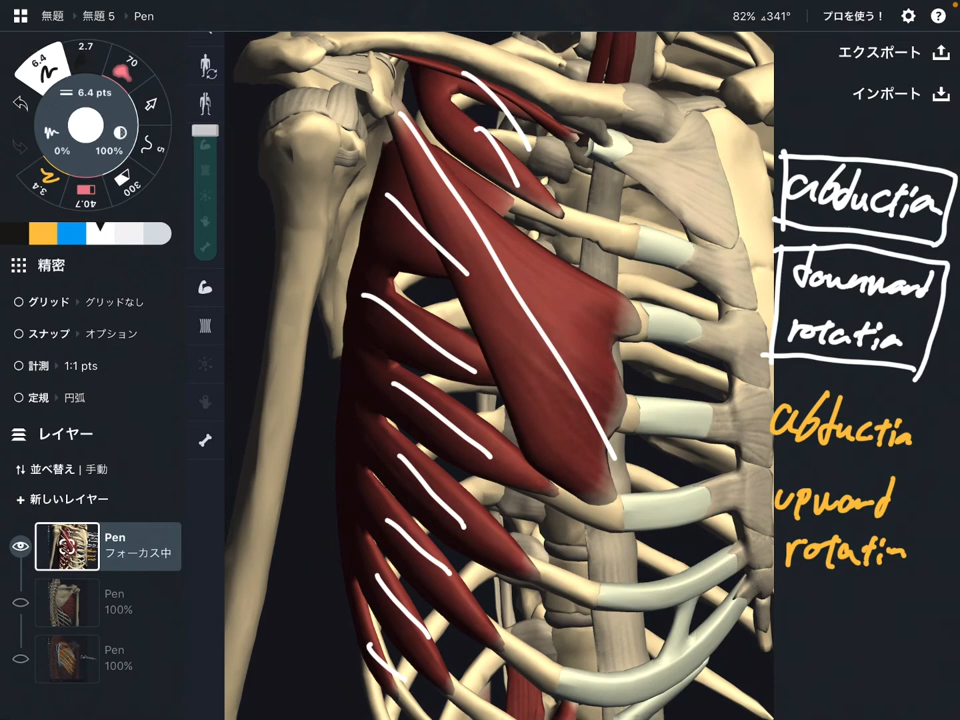 無題 ▸ 無題 5 ▸ Pen
82% ⦟341°
プロを使う！
エクスポート
インポート
2.7
6.4
70
6.4 pts
0% 100%
5
300
40.7
3.4
精密
グリッド ▸ グリッドなし
スナップ ▸ オプション
計測 ▸ 1:1 pts
定規 ▸ 円弧
レイヤー
並べ替え | 手動
+ 新しいレイヤー
Pen
フォーカス中
Pen
100%
Pen
100%
abduction
downward
rotation
abduction
upward
rotation